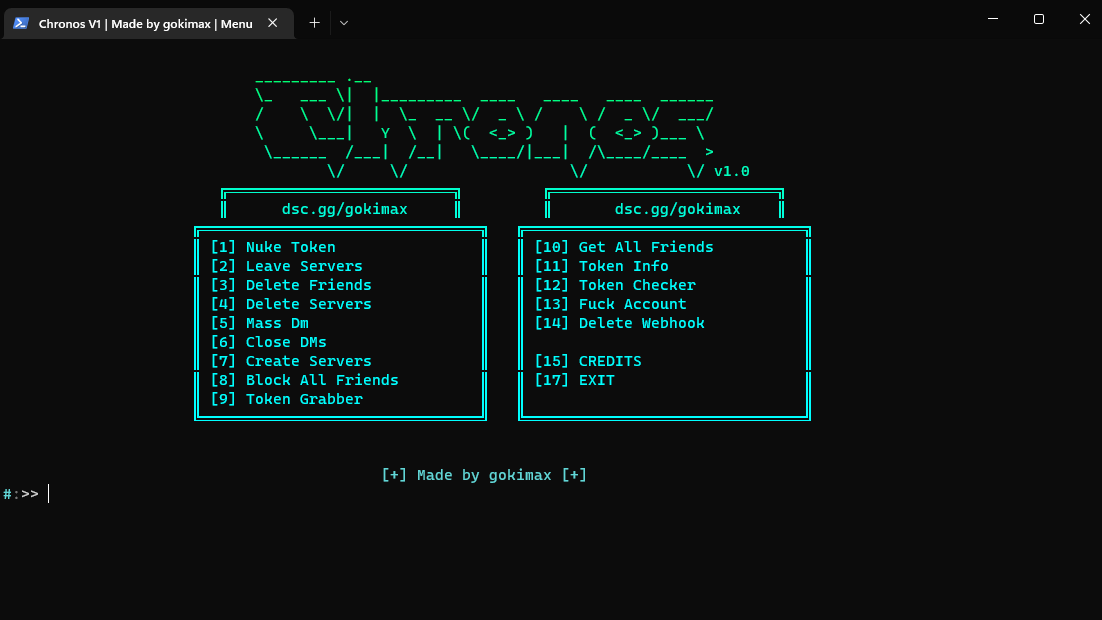 Chronos V1 | Made by gokimax | Menu
Chronos
v1.0
dsc.gg/gokimax
[1] Nuke Token
[2] Leave Servers
[3] Delete Friends
[4] Delete Servers
[5] Mass Dm
[6] Close DMs
[7] Create Servers
[8] Block All Friends
[9] Token Grabber
dsc.gg/gokimax
[10] Get All Friends
[11] Token Info
[12] Token Checker
[13] Fuck Account
[14] Delete Webhook
[15] CREDITS
[17] EXIT
[+] Made by gokimax [+]
#:>>